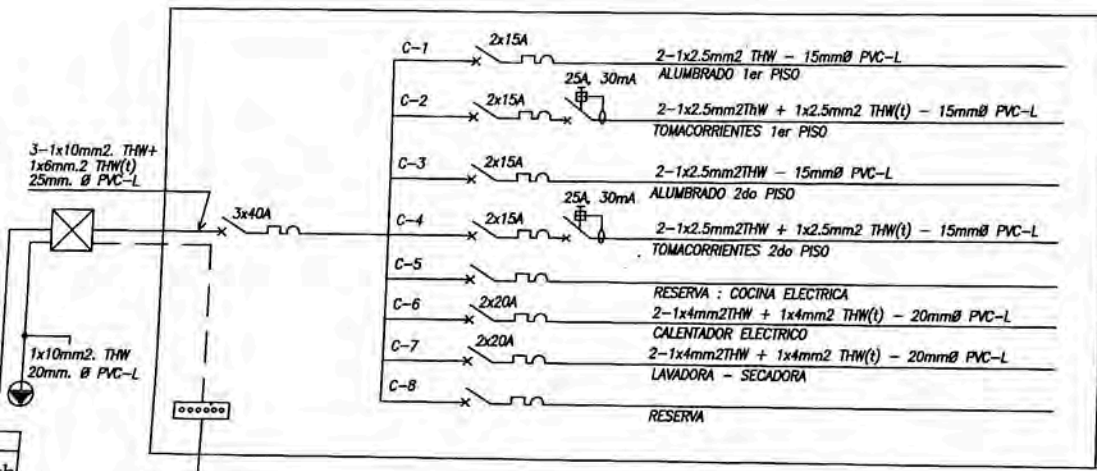 C-1
2x15A
2-1x2.5mm2 THW - 15mmØ PVC-L
ALUMBRADO 1er PISO
25A, 30mA
C-2
2x15A
2-1x2.5mm2ThW + 1x2.5mm2 THW(t) - 15mmØ PVC-L
TOMACORRIENTES 1er PISO
3-1x10mm2. THW+
1x6mm.2 THW(t)
25mm. Ø PVC-L
C-3
2x15A
2-1x2.5mm2THW - 15mmØ PVC-L
ALUMBRADO 2do PISO
25A, 30mA
3x40A
C-4
2x15A
2-1x2.5mm2THW + 1x2.5mm2 THW(t) - 15mmØ PVC-L
TOMACORRIENTES 2do PISO
C-5
RESERVA : COCINA ELECTRICA
C-6
2x20A
2-1x4mm2THW + 1x4mm2 THW(t) - 20mmØ PVC-L
CALENTADOR ELECTRICO
C-7
2x20A
2-1x4mm2THW + 1x4mm2 THW(t) - 20mmØ PVC-L
LAVADORA - SECADORA
1x10mm2. THW
20mm. Ø PVC-L
C-8
RESERVA